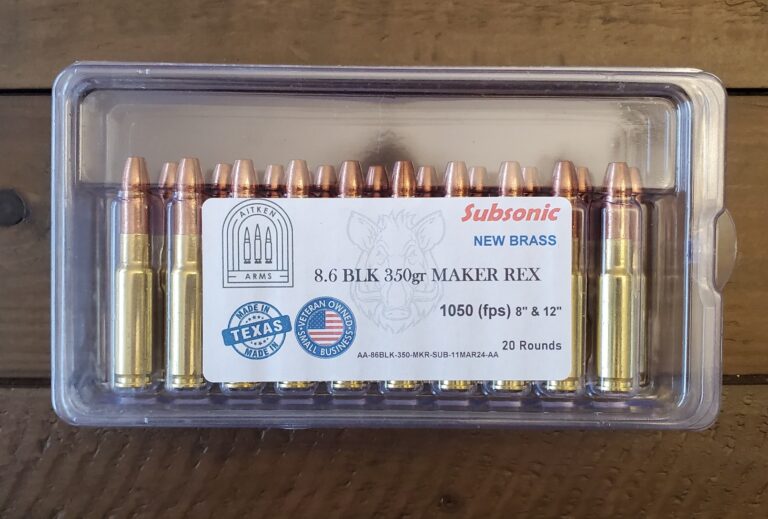 AITKEN
ARMS
Subsonic
NEW BRASS
8.6 BLK 350gr MAKER REX
1050 (fps) 8" & 12"
MADE IN
TEXAS
MADE IN
VETERAN OWNED
SMALL BUSINESS
20 Rounds
AA-86BLK-350-MKR-SUB-11MAR24-AA